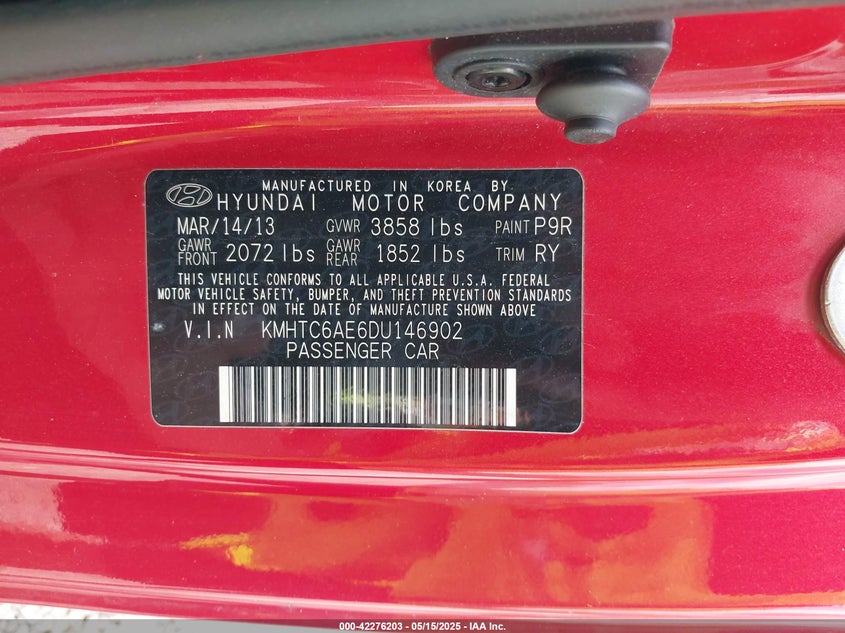 MANUFACTURED IN KOREA BY
HYUNDAI MOTOR COMPANY
MAR/14/13 GVWR 3858 lbs PAINT P9R
GAWR FRONT 2072 lbs GAWR REAR 1852 lbs TRIM RY
THIS VEHICLE CONFORMS TO ALL APPLICABLE U.S.A. FEDERAL
MOTOR VEHICLE SAFETY, BUMPER, AND THEFT PREVENTION STANDARDS
IN EFFECT ON THE DATE OF MANUFACTURE SHOWN ABOVE
V.I.N KMHTC6AE6DU146902
PASSENGER CAR
000-42276203 - 05/15/2025 - IAA Inc.